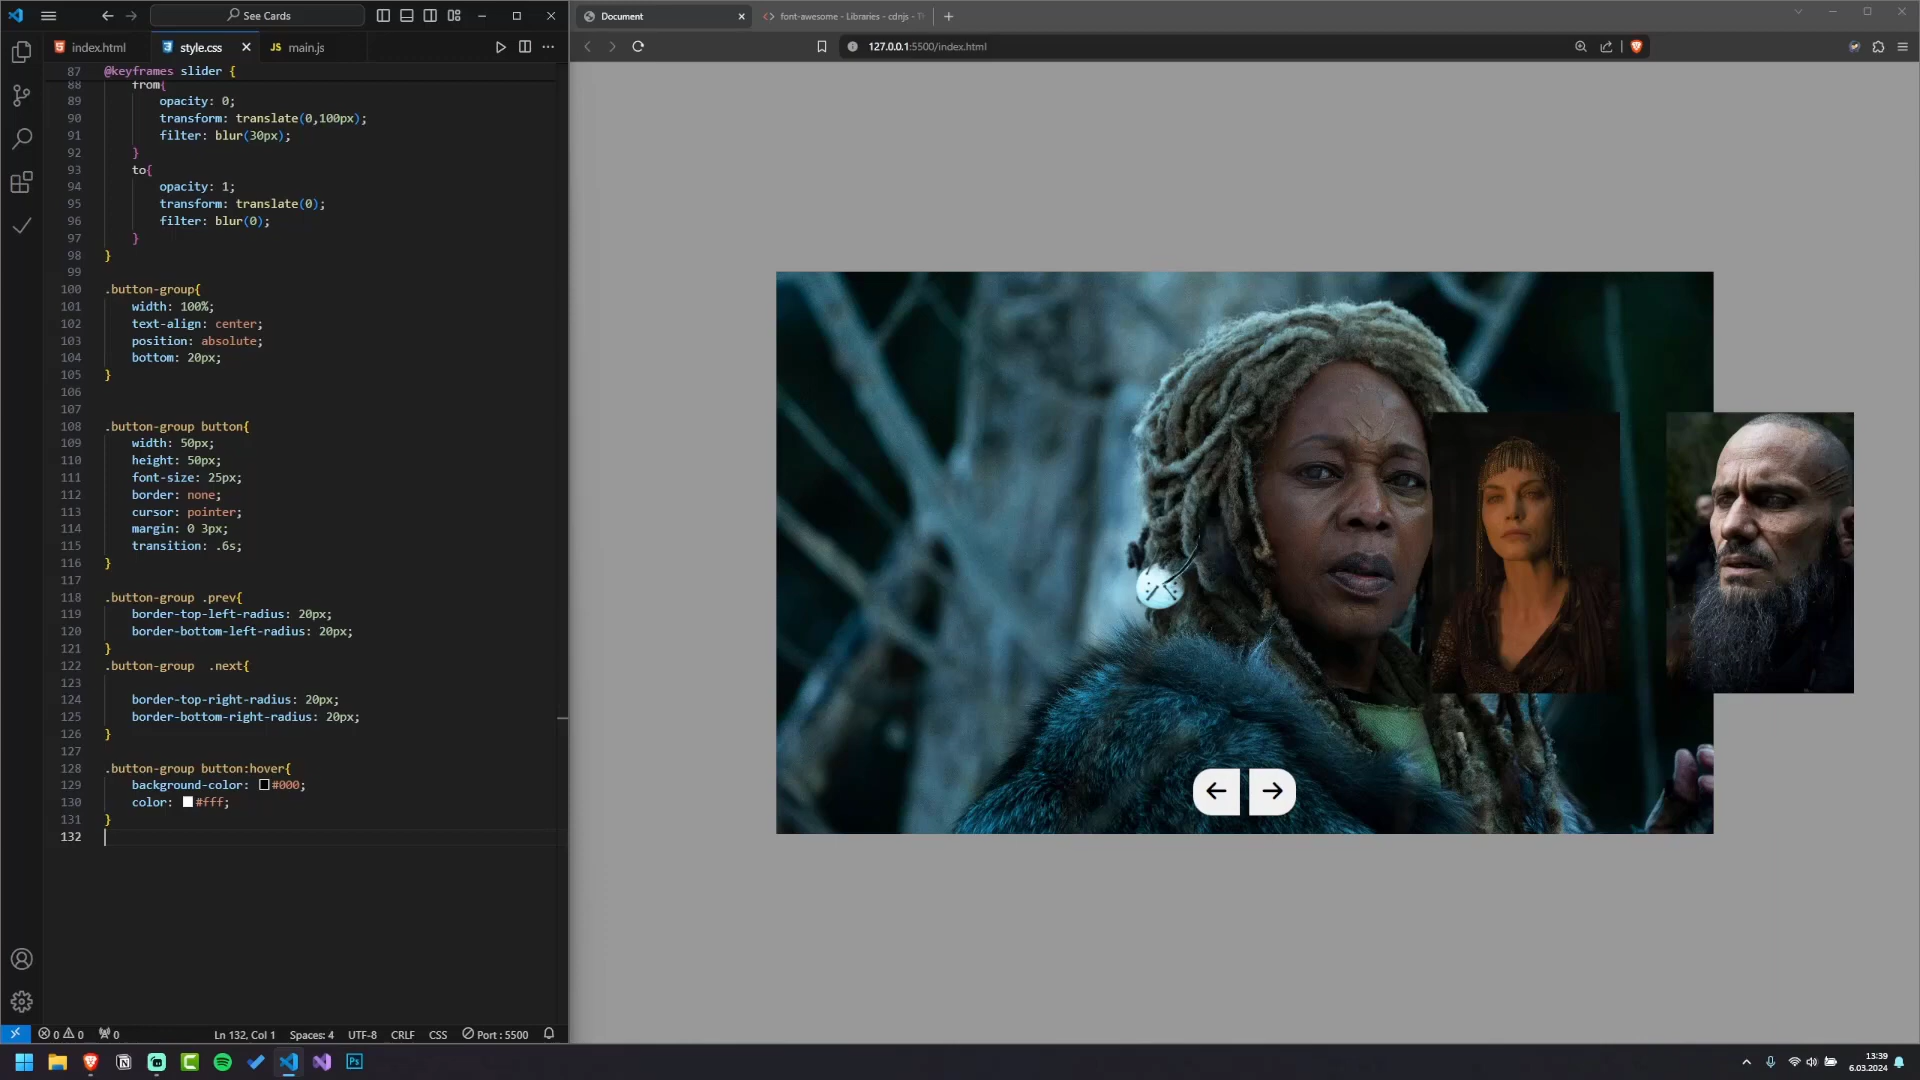 See Cards
Document
font-awesome - Libraries - cdnjs - T
index.html
style.css
main.js
127.0.0.1:5500/index.html
87 @keyframes slider {
88 from{
89 opacity: 0;
90 transform: translate(0,100px);
91 filter: blur(30px);
92 }
93 to{
94 opacity: 1;
95 transform: translate(0);
96 filter: blur(0);
97 }
98 }
99
100 .button-group{
101 width: 100%;
102 text-align: center;
103 position: absolute;
104 bottom: 20px;
105 }
106
107
108 .button-group button{
109 width: 50px;
110 height: 50px;
111 font-size: 25px;
112 border: none;
113 cursor: pointer;
114 margin: 0 3px;
115 transition: .6s;
116 }
117
118 .button-group .prev{
119 border-top-left-radius: 20px;
120 border-bottom-left-radius: 20px;
121 }
122 .button-group  .next{
123
124 border-top-right-radius: 20px;
125 border-bottom-right-radius: 20px;
126 }
127
128 .button-group button:hover{
129 background-color: #000;
130 color: #fff;
131 }
132
0 0 0 Ln 132, Col 1 Spaces: 4 UTF-8 CRLF CSS Port : 5500
Ps
13:39
6.03.2024